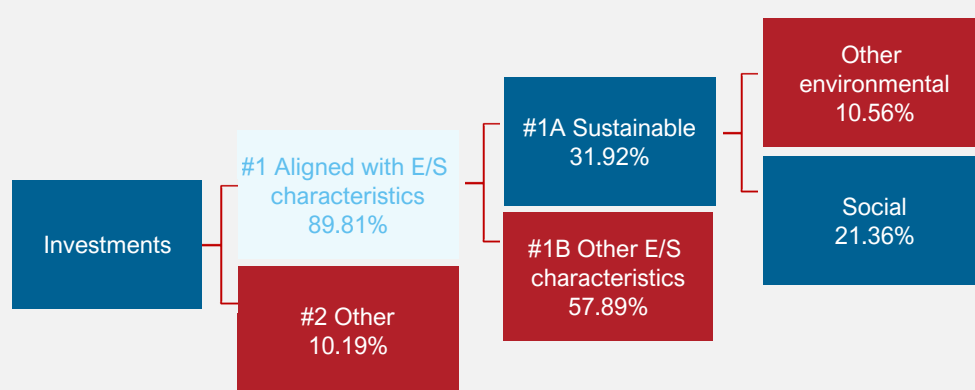 Investments
#1 Aligned with E/S
characteristics
89.81%
#2 Other
10.19%
#1A Sustainable
31.92%
#1B Other E/S
characteristics
57.89%
Other
environmental
10.56%
Social
21.36%